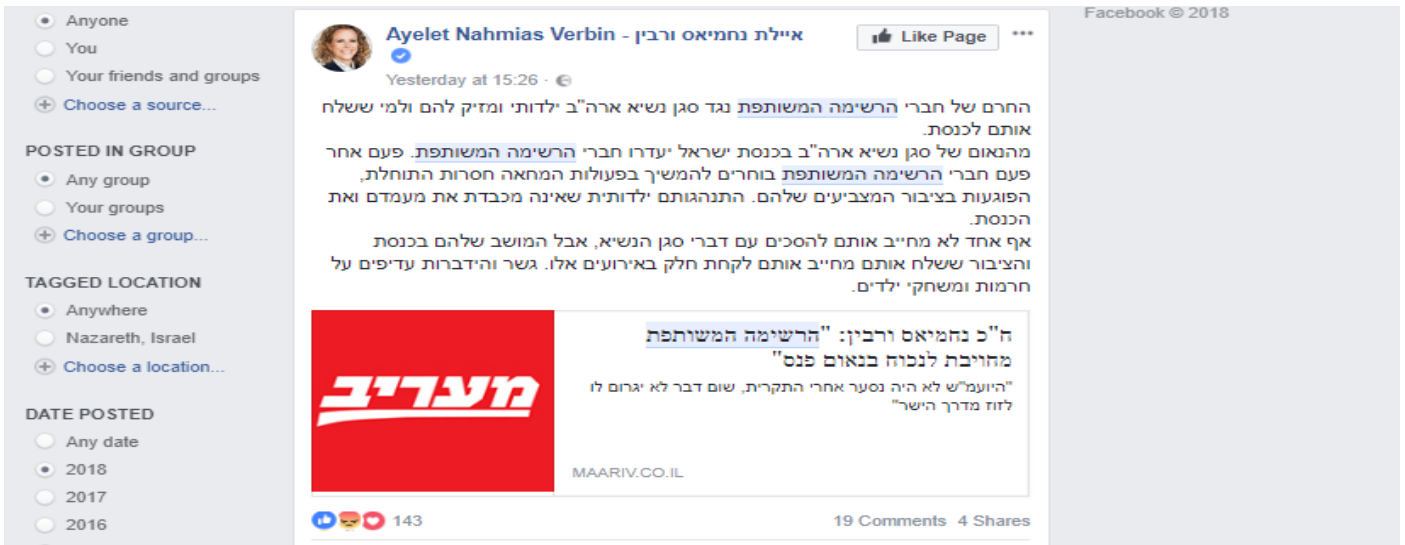 Anyone
You
Your friends and groups
Choose a source...
POSTED IN GROUP
Any group
Your groups
Choose a group...
TAGGED LOCATION
Anywhere
Nazareth, Israel
Choose a location...
DATE POSTED
Any date
2018
2017
2016
Ayelet Nahmias Verbin - איילת נחמיאס ורבין
Like Page
Yesterday at 15:26
החרם של חברי הרשימה המשותפת נגד סגן נשיא ארה"ב ילדותי ומזיק להם ולמי ששלח
אותם לכנסת.
מהנאום של סגן נשיא ארה"ב בכנסת ישראל יעדרו חברי הרשימה המשותפת. פעם אחר
פעם חברי הרשימה המשותפת בוחרים להמשיך בפעולות המחאה חסרות התוחלת,
הפוגעות בציבור המצביעים שלהם. התנהגותם ילדותית שאינה מכבדת את מעמדם ואת
הכנסת.
אף אחד לא מחייב אותם להסכים עם דברי סגן הנשיא, אבל המושב שלהם בכנסת
והציבור ששלח אותם מחייב אותם לקחת חלק באירועים אלו. גשר והידברות עדיפים על
חרמות ומשחקי ילדים.
מעריב
ח"כ נחמיאס ורבין: "הרשימה המשותפת
מחויבת לנכוח בנאום פנס"
"היועמ"ש לא היה נסער אחרי התקרית, שום דבר לא יגרום לו
לזוז מדרך הישר"
MAARIV.CO.IL
143
19 Comments 4 Shares
Facebook © 2018